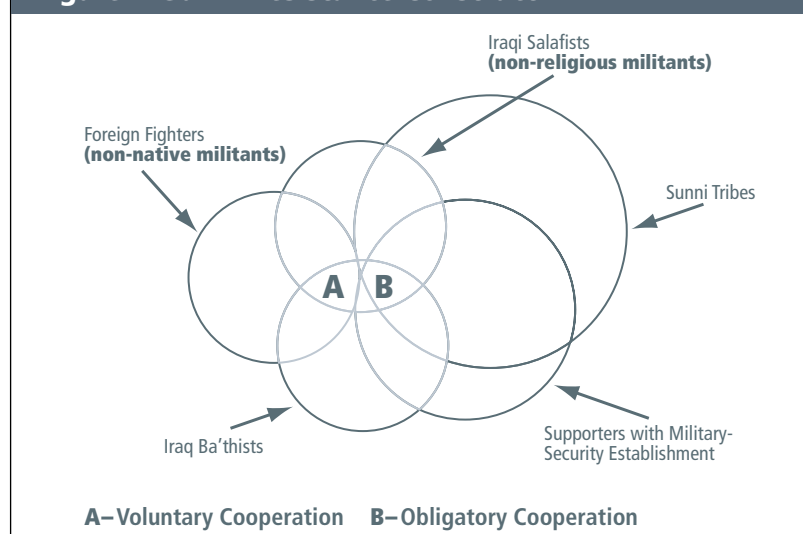 Iraqi Salafists
(non-religious militants)
Foreign Fighters
(non-native militants)
Sunni Tribes
A B
Iraq Ba'thists
Supporters with Military-
Security Establishment
A–Voluntary Cooperation B–Obligatory Cooperation